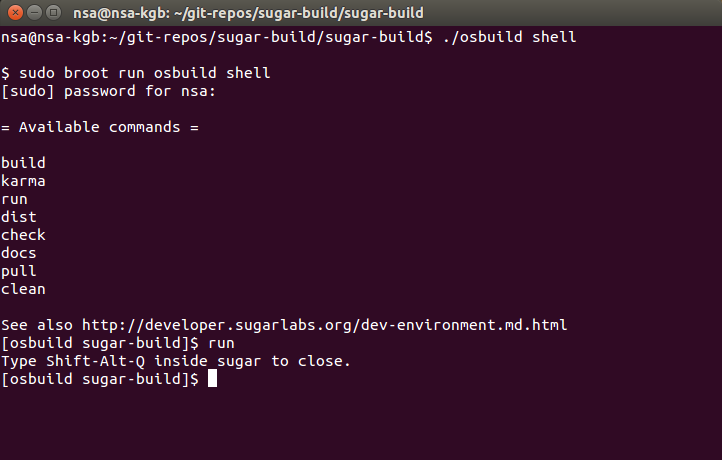 nsa@nsa-kgb: ~/git-repos/sugar-build/sugar-build
nsa@nsa-kgb:~/git-repos/sugar-build/sugar-build$ ./osbuild shell
$ sudo broot run osbuild shell
[sudo] password for nsa:
= Available commands =
build
karma
run
dist
check
docs
pull
clean
See also http://developer.sugarlabs.org/dev-environment.md.html
[osbuild sugar-build]$ run
Type Shift-Alt-Q inside sugar to close.
[osbuild sugar-build]$